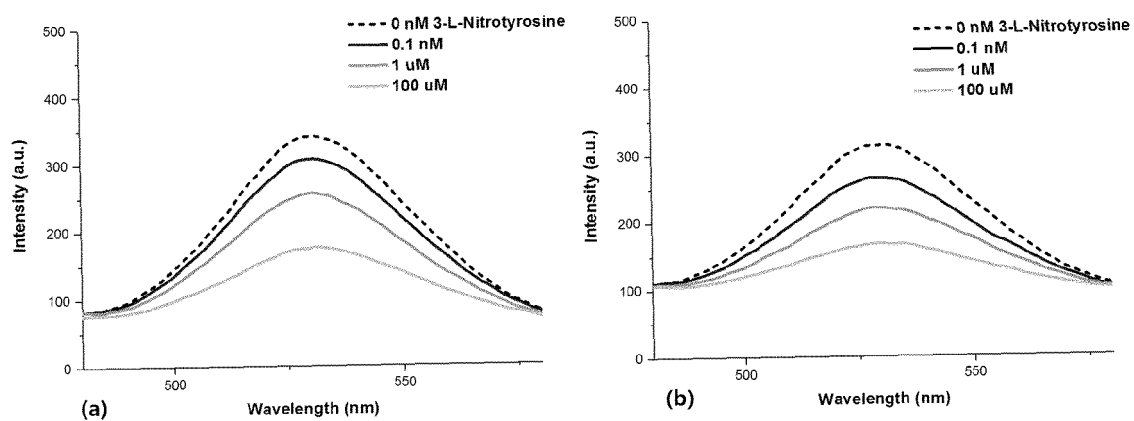 0 nM 3-L-Nitrotyrosine
0.1 nM
1 uM
100 uM
500
400
300
200
100
0
Intensity (a.u.)
500
550
Wavelength (nm)
(a)
0 nM 3-L-Nitrotyrosine
0.1 nM
1 uM
100 uM
500
400
300
200
100
0
Intensity (a.u.)
500
550
Wavelength (nm)
(b)